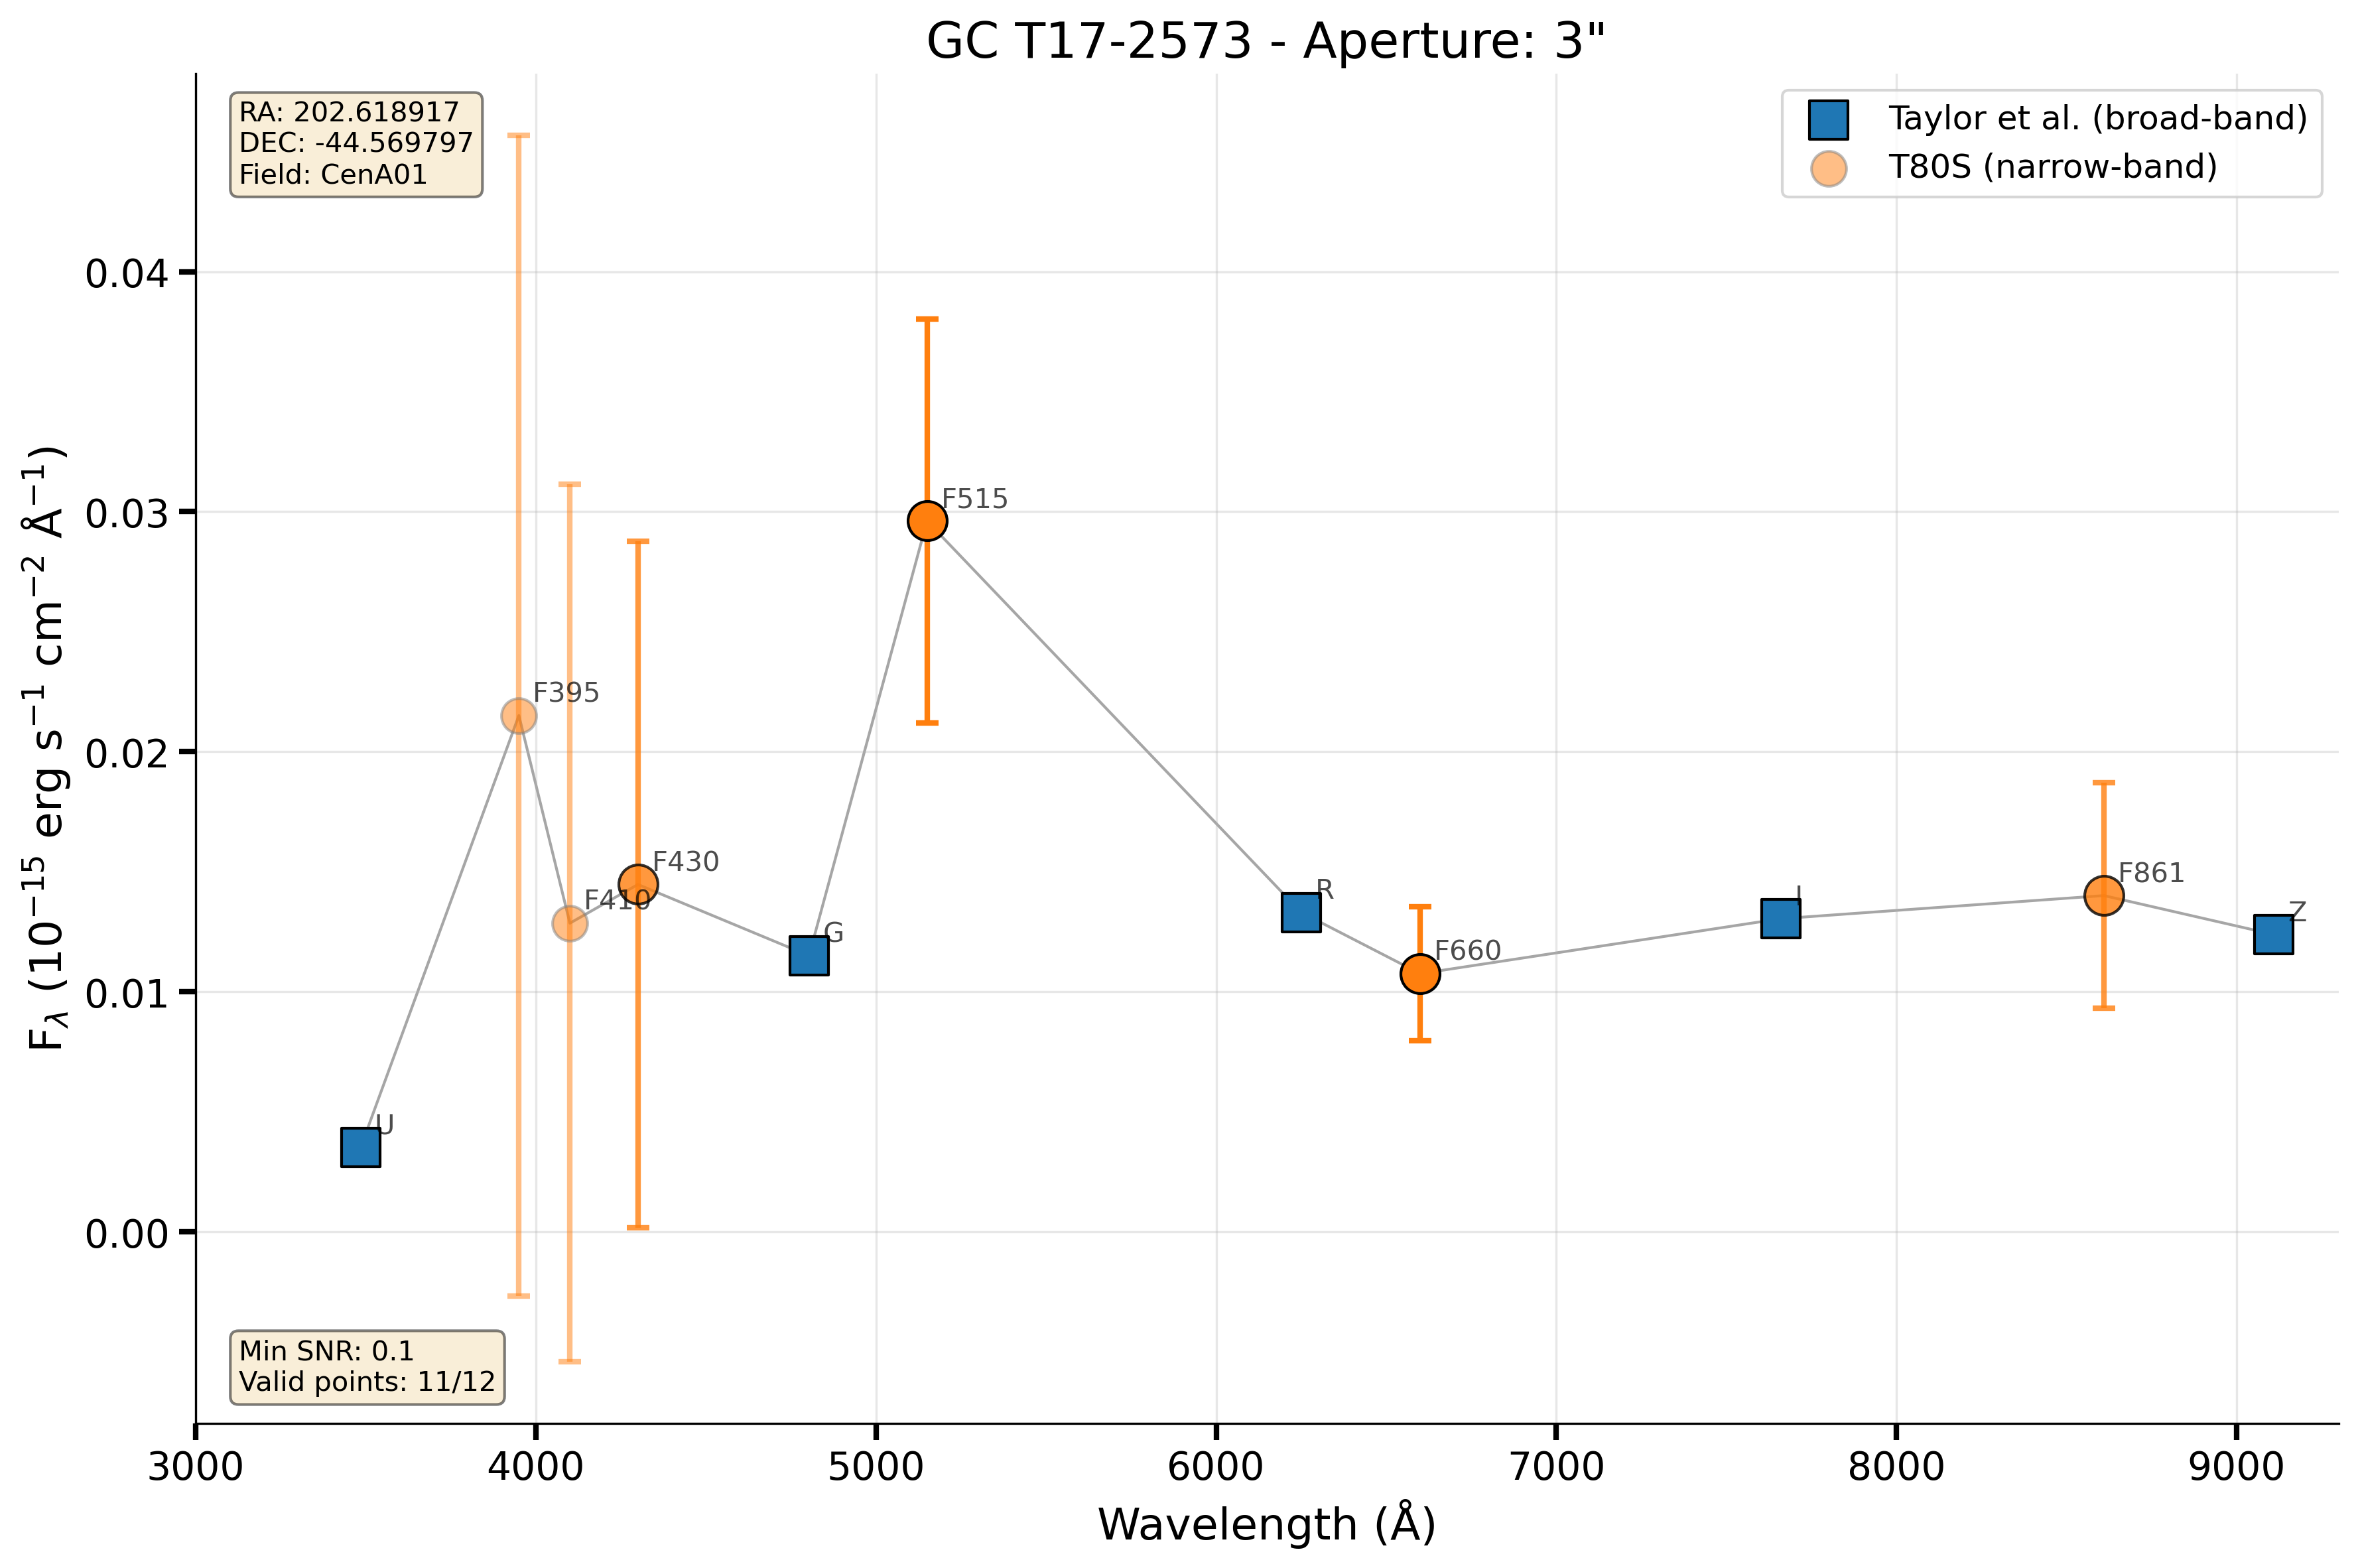 GC T17-2573 - Aperture: 3"
RA: 202.618917
DEC: -44.569797
Field: CenA01
Taylor et al. (broad-band)
T80S (narrow-band)
0.04
0.03
0.02
0.01
0.00
F_λ (10⁻¹⁵ erg s⁻¹ cm⁻² Å⁻¹)
F515
F395
F430
F410
G
R
I
F861
Z
F660
U
Min SNR: 0.1
Valid points: 11/12
3000 4000 5000 6000 7000 8000 9000
Wavelength (Å)